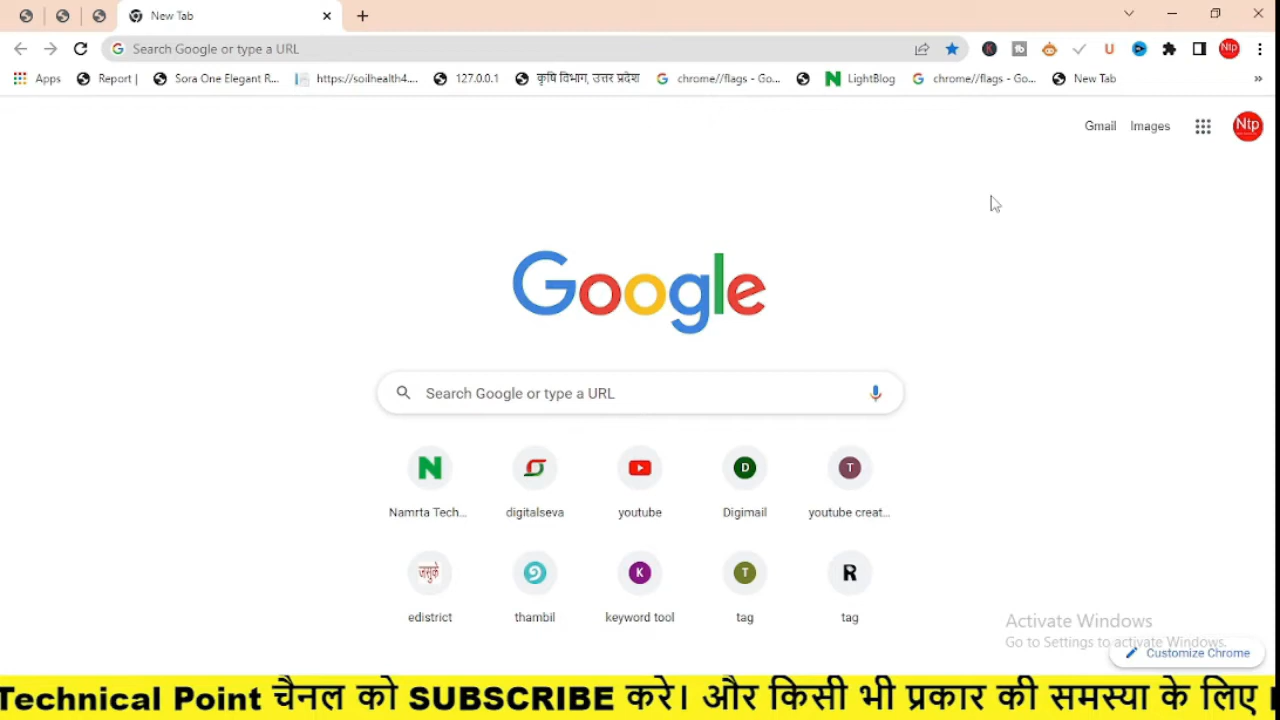 New Tab
Search Google or type a URL
Ntp
Apps Report | Sora One Elegant R... https://soilhealth4.... 127.0.0.1 कृषि विभाग, उत्तर प्रदेश chrome//flags - Go... LightBlog chrome//flags - Go... New Tab »
Gmail Images Ntp
Google
Search Google or type a URL
N D T
Namrta Tech... digitalseva youtube Digimail youtube creat...
जसुके K T R
edistrict thambil keyword tool tag tag
Activate Windows
Go to Settings to activate Windows.
Customize Chrome
Technical Point चैनल को SUBSCRIBE करे। और किसी भी प्रकार की समस्या के लिए